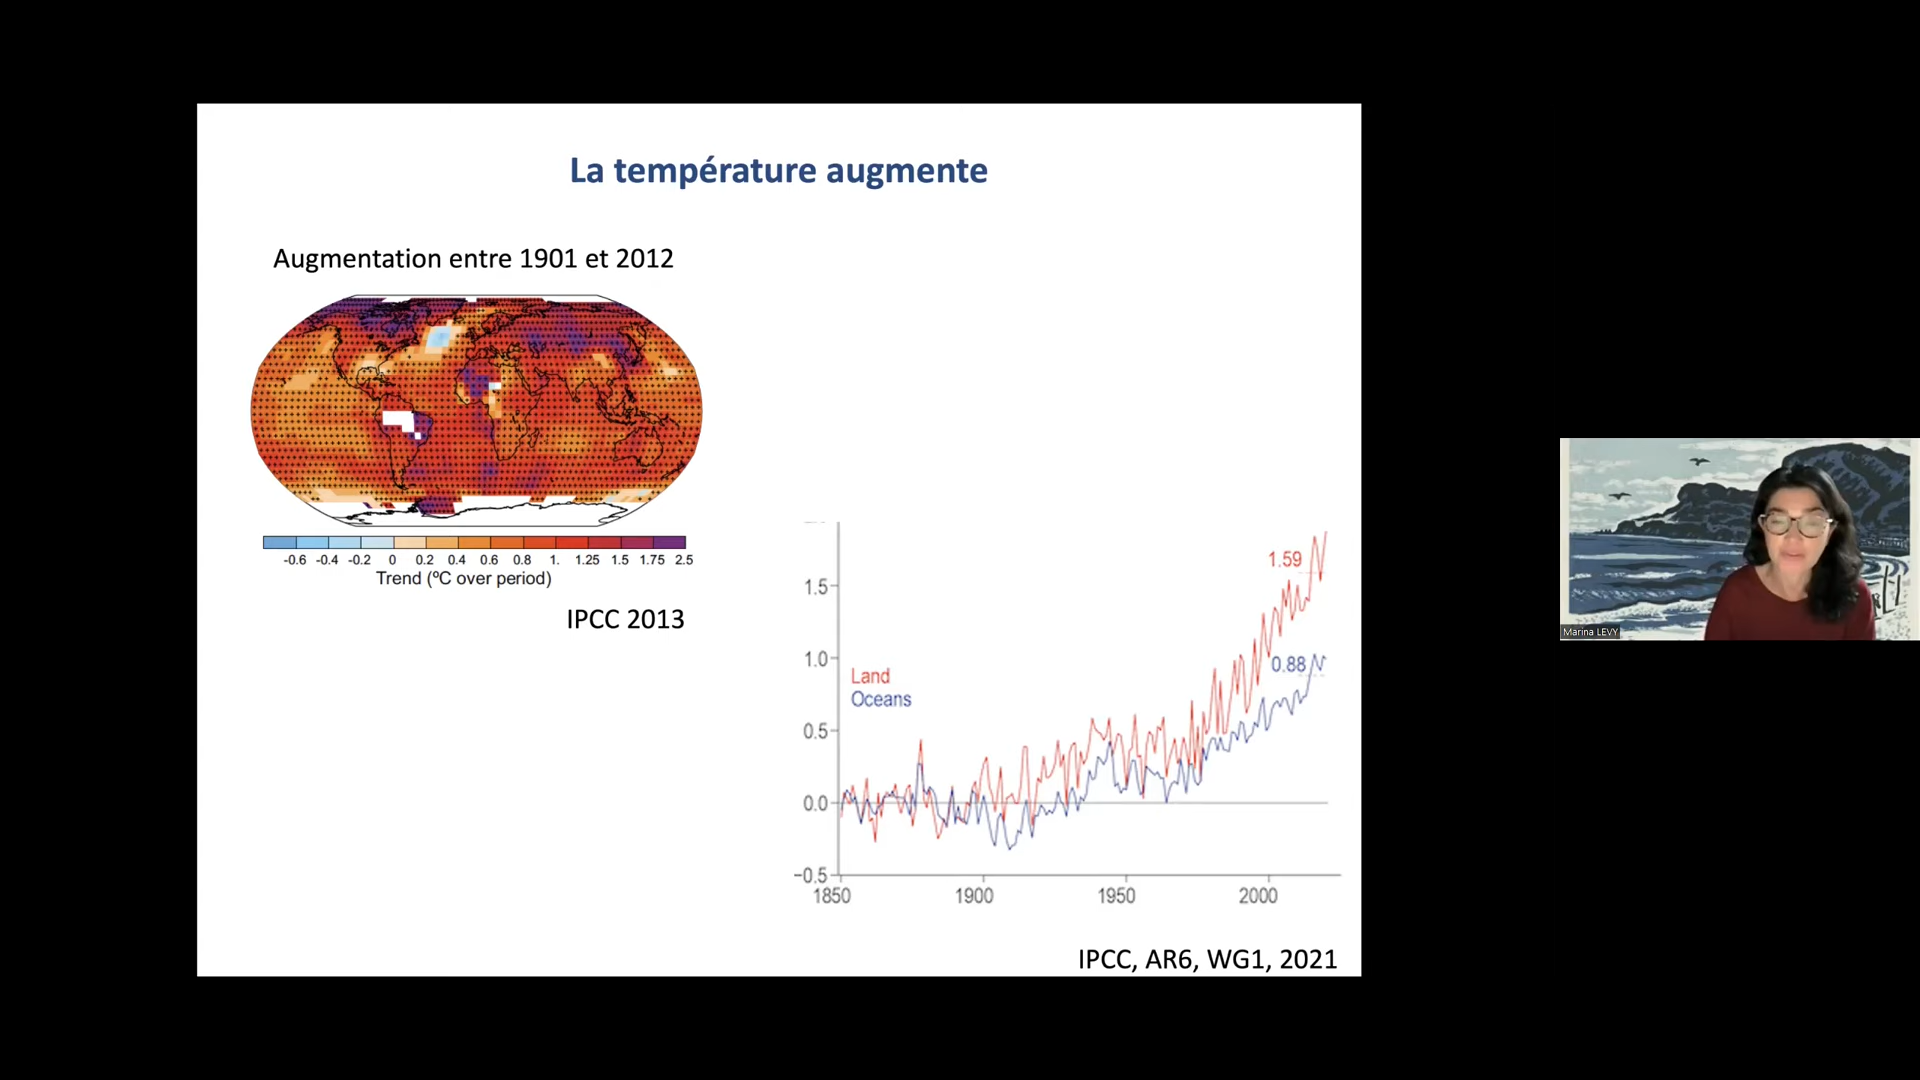 La température augmente
Augmentation entre 1901 et 2012
-0.6 -0.4 -0.2 0 0.2 0.4 0.6 0.8 1. 1.25 1.5 1.75 2.5
Trend (ºC over period)
IPCC 2013
1.59
1.5
1.0
0.88
Land
Oceans
0.5
0.0
−0.5
1850 1900 1950 2000
IPCC, AR6, WG1, 2021
Marina LEVY